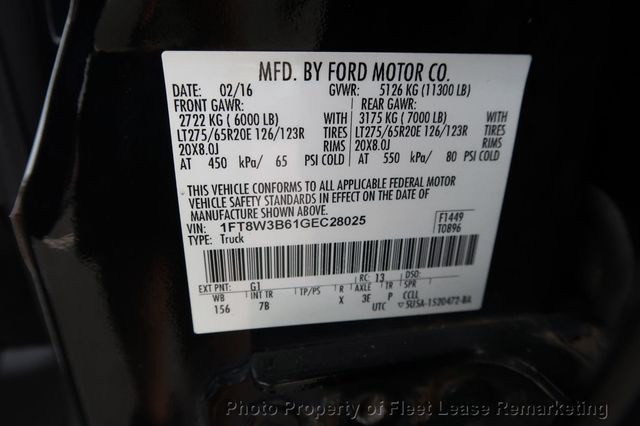 MFD. BY FORD MOTOR CO.
DATE: 02/16 GVWR: 5126 KG (11300 LB)
FRONT GAWR: REAR GAWR:
2722 KG ( 6000 LB) WITH 3175 KG ( 7000 LB) WITH
LT275/65R20E 126/123R TIRES LT275/65R20E 126/123R TIRES
20X8.0J RIMS 20X8.0J RIMS
AT 450 kPa/ 65 PSI COLD AT 550 kPa/ 80 PSI COLD
THIS VEHICLE CONFORMS TO ALL APPLICABLE FEDERAL MOTOR
VEHICLE SAFETY STANDARDS IN EFFECT ON THE DATE OF
MANUFACTURE SHOWN ABOVE.
VIN: 1FT8W3B61GEC28025 F1449
TYPE: Truck T0896
EXT PNT: G1 RC: 13 DSO:
WB INT TR TP/PS R AXLE TR SPR
156 7B X 3E P CCLL
UTC 5U5A-1520472-BA
Photo Property of Fleet Lease Remarketing